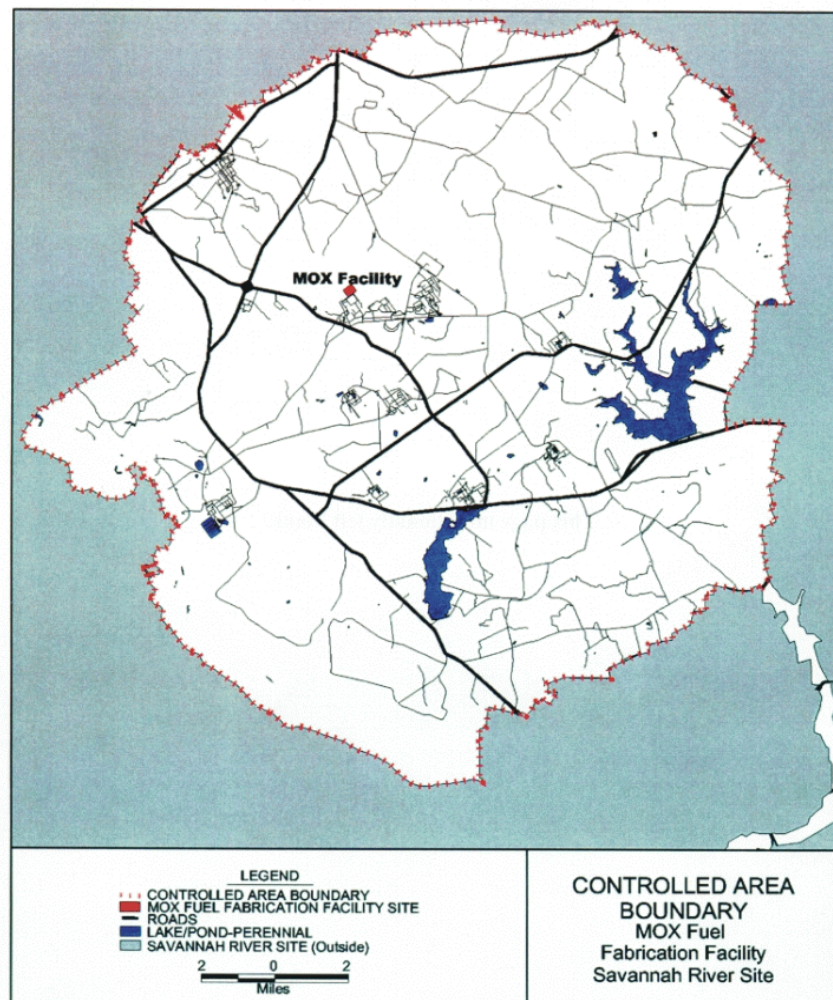 MOX Facility
LEGEND
CONTROLLED AREA BOUNDARY
MOX FUEL FABRICATION FACILITY SITE
ROADS
LAKE/POND-PERENNIAL
SAVANNAH RIVER SITE (Outside)
2 0 2
Miles
CONTROLLED AREA
BOUNDARY
MOX Fuel
Fabrication Facility
Savannah River Site